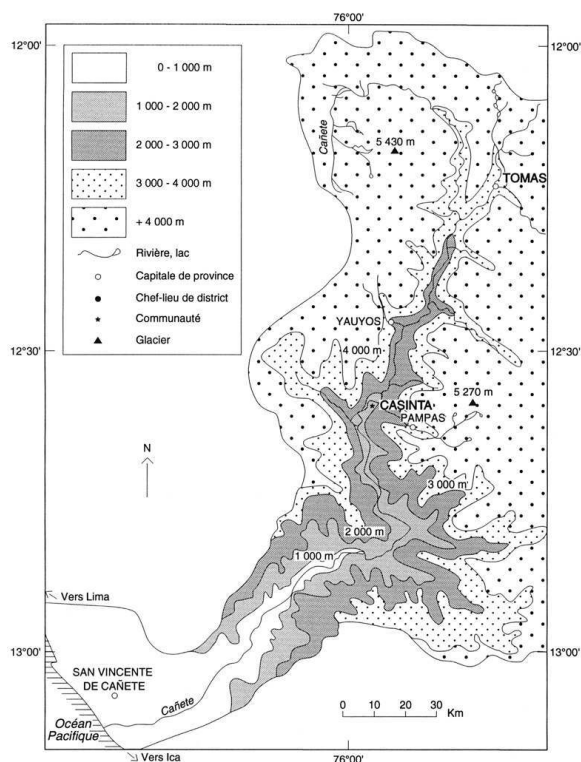 76°00'
12°00'
12°00'
0 - 1 000 m
1 000 - 2 000 m
2 000 - 3 000 m
3 000 - 4 000 m
+ 4 000 m
Rivière, lac
Capitale de province
Chef-lieu de district
Communauté
Glacier
Cañete
5 430 m
TOMAS
YAUYOS
4 000 m
12°30'
12°30'
5 270 m
CASINTA
PAMPAS
N
3 000 m
2 000 m
1 000 m
Vers Lima
13°00'
13°00'
SAN VINCENTE
DE CAÑETE
Cañete
Océan
Pacifique
Vers Ica
0 10 20 30
Km
76°00'